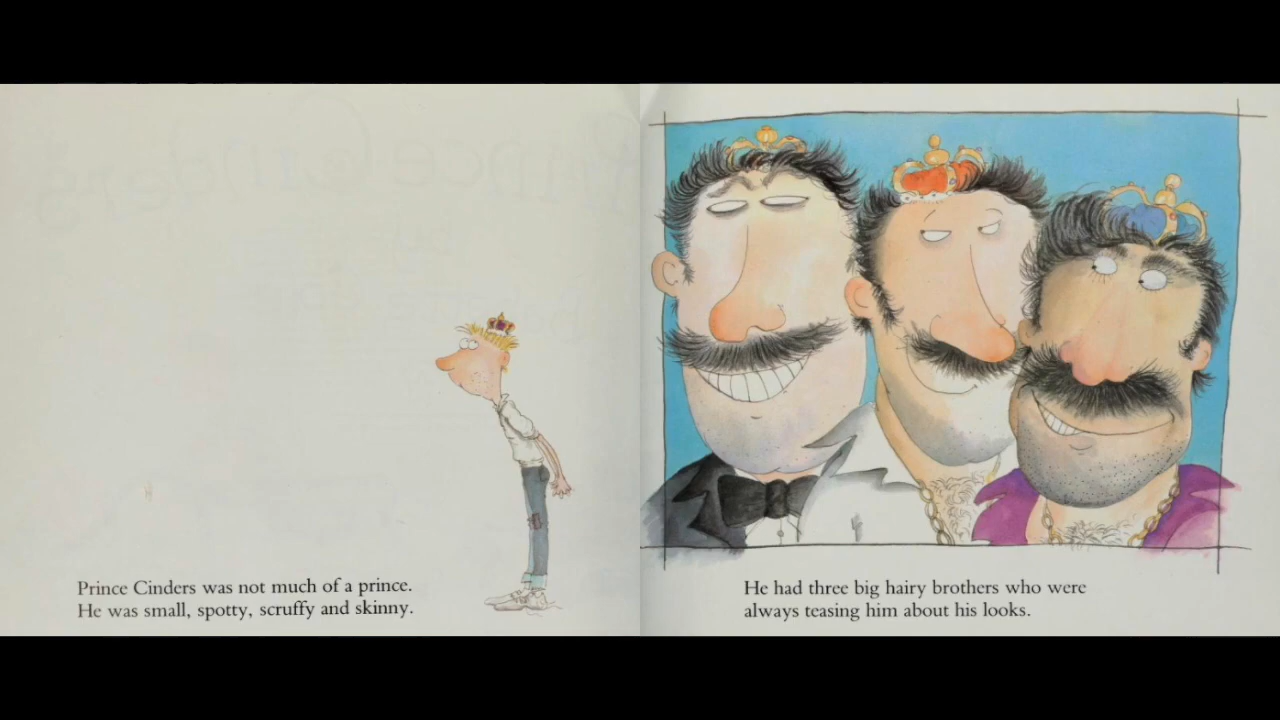 Prince Cinders was not much of a prince.
He was small, spotty, scruffy and skinny.
He had three big hairy brothers who were
always teasing him about his looks.